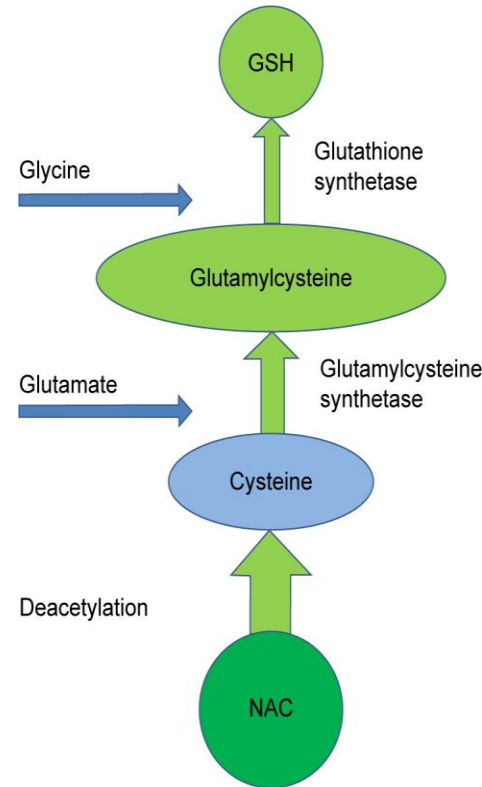 GSH
Glutathione
synthetase
Glycine
Glutamylcysteine
Glutamylcysteine
synthetase
Glutamate
Cysteine
Deacetylation
NAC